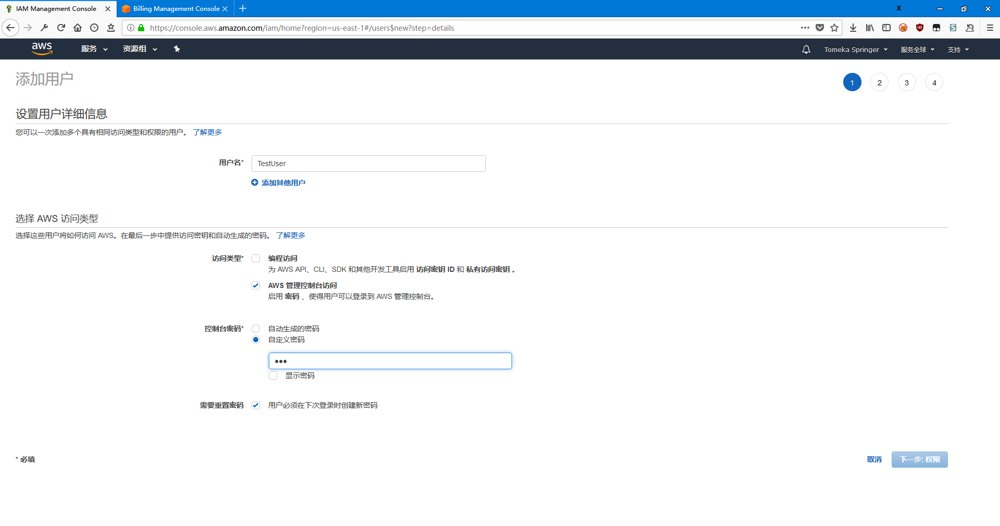 IAM Management Console
Billing Management Console
X
https://console.aws.amazon.com/iam/home?region=us-east-1#/users$new?step=details
aws
服务
资源组
Tomeka Springer
服务全球
支持
添加用户
1
2
3
4
设置用户详细信息
您可以一次添加多个具有相同访问类型和权限的用户。 了解更多
用户名*
TestUser
添加其他用户
选择 AWS 访问类型
选择这些用户将如何访问 AWS。在最后一步中提供访问密钥和自动生成的密码。 了解更多
访问类型*
编程访问
为 AWS API、CLI、SDK 和其他开发工具启用 访问密钥 ID 和 私有访问密钥 。
AWS 管理控制台访问
启用 密码 、使得用户可以登录到 AWS 管理控制台。
控制台密码*
自动生成的密码
自定义密码
•••
显示密码
需要重置密码
用户必须在下次登录时创建新密码
* 必填
取消
下一步: 权限